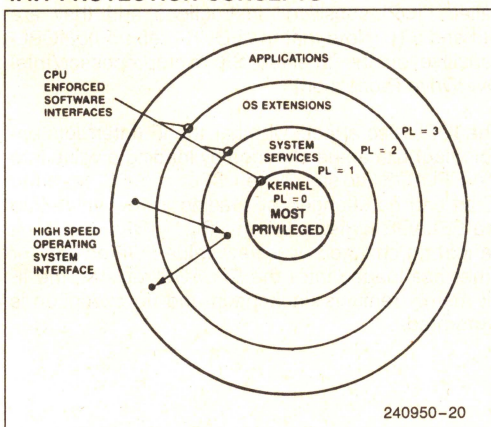 APPLICATIONS
CPU
ENFORCED
SOFTWARE
INTERFACES
OS EXTENSIONS
SYSTEM
SERVICES
PL = 3
PL = 2
PL = 1
KERNEL
PL = 0
MOST
PRIVILEGED
HIGH SPEED
OPERATING
SYSTEM
INTERFACE
240950–20